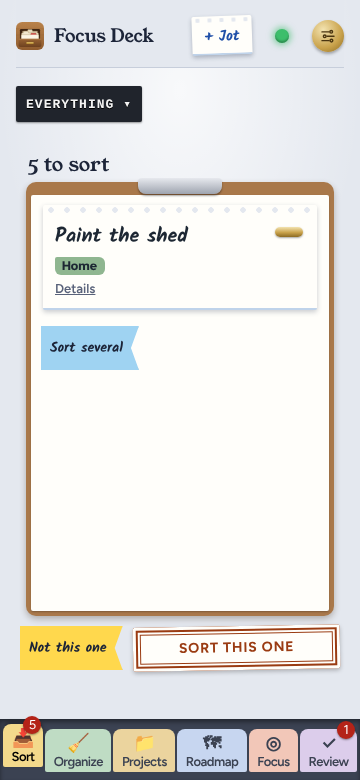 Focus Deck
+ Jot
EVERYTHING ▾
5 to sort
Paint the shed
Home
Details
Sort several
Not this one
SORT THIS ONE
5
1
Sort
Organize
Projects
Roadmap
Focus
Review